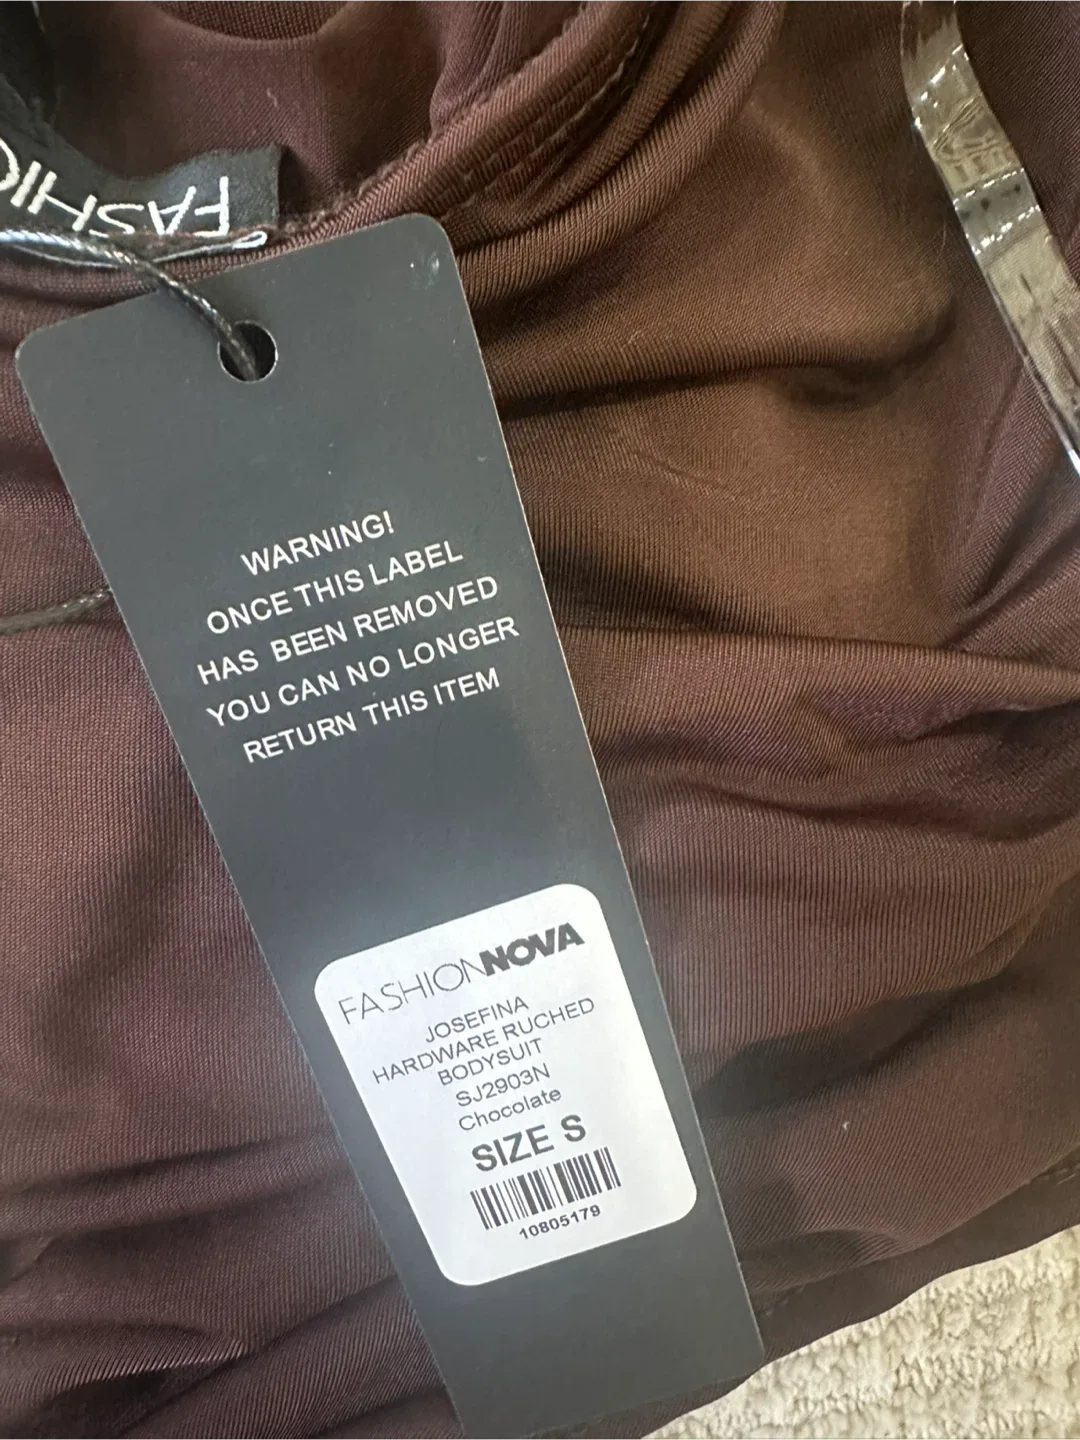 FASHIO
WARNING!
ONCE THIS LABEL
HAS BEEN REMOVED
YOU CAN NO LONGER
RETURN THIS ITEM
FASHIONNOVA
JOSEFINA
HARDWARE RUCHED
BODYSUIT
SJ2903N
Chocolate
SIZE S
10805179